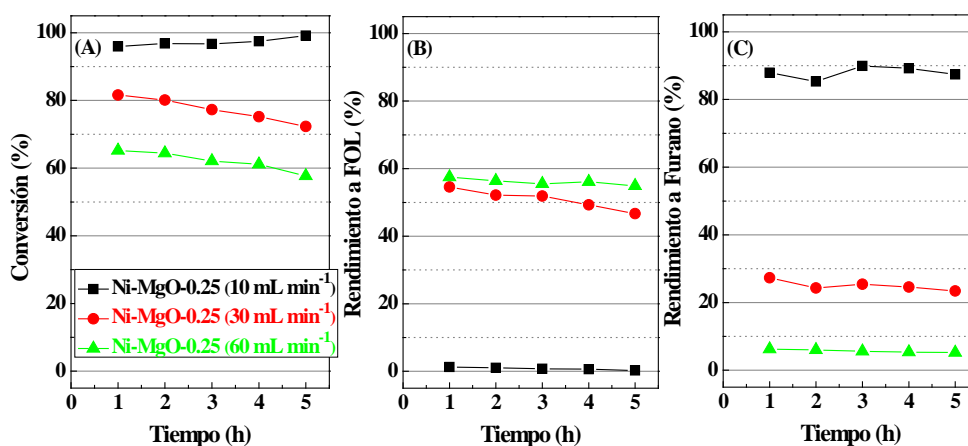 (A)
(B)
(C)
Conversión (%)
100
80
60
40
20
0
Ni-MgO-0.25 (10 mL min⁻¹)
Ni-MgO-0.25 (30 mL min⁻¹)
Ni-MgO-0.25 (60 mL min⁻¹)
0 1 2 3 4 5
Tiempo (h)
Rendimiento a FOL (%)
100
80
60
40
20
0
0 1 2 3 4 5
Tiempo (h)
Rendimiento a Furano (%)
100
80
60
40
20
0
0 1 2 3 4 5
Tiempo (h)